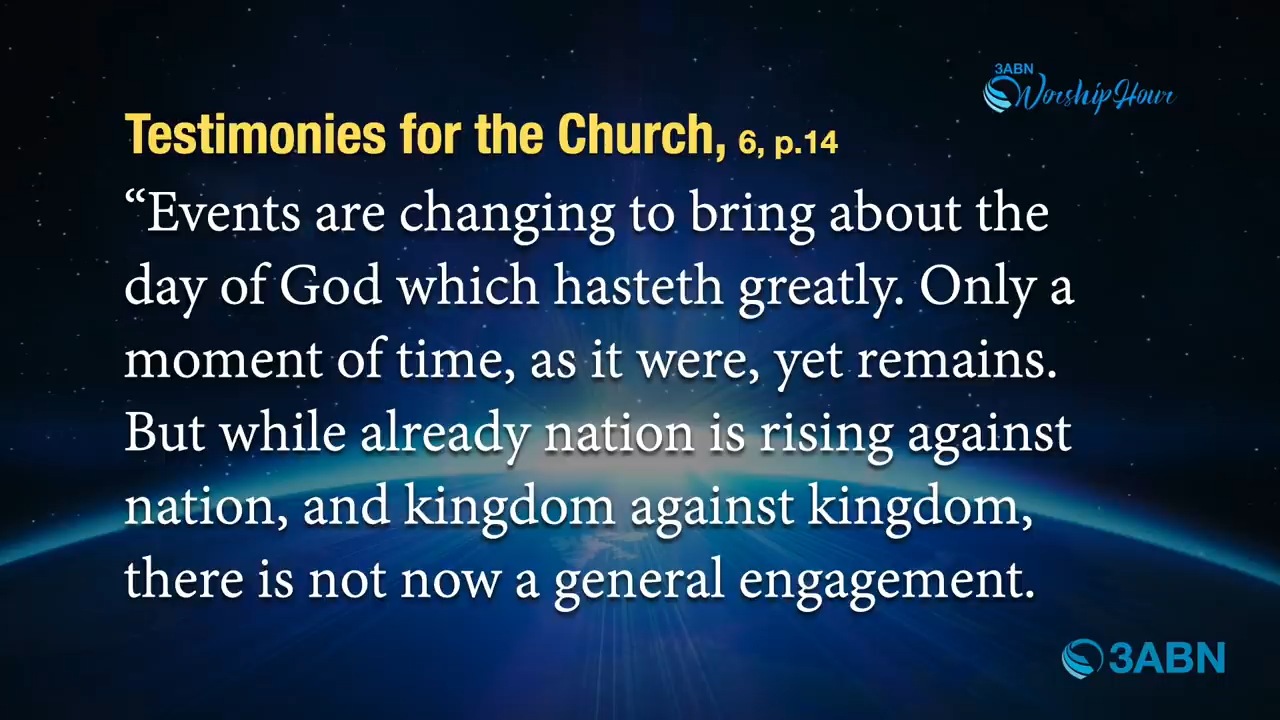 3ABN
Worship Hour
Testimonies for the Church, 6, p.14
“Events are changing to bring about the
day of God which hasteth greatly. Only a
moment of time, as it were, yet remains.
But while already nation is rising against
nation, and kingdom against kingdom,
there is not now a general engagement.
3ABN